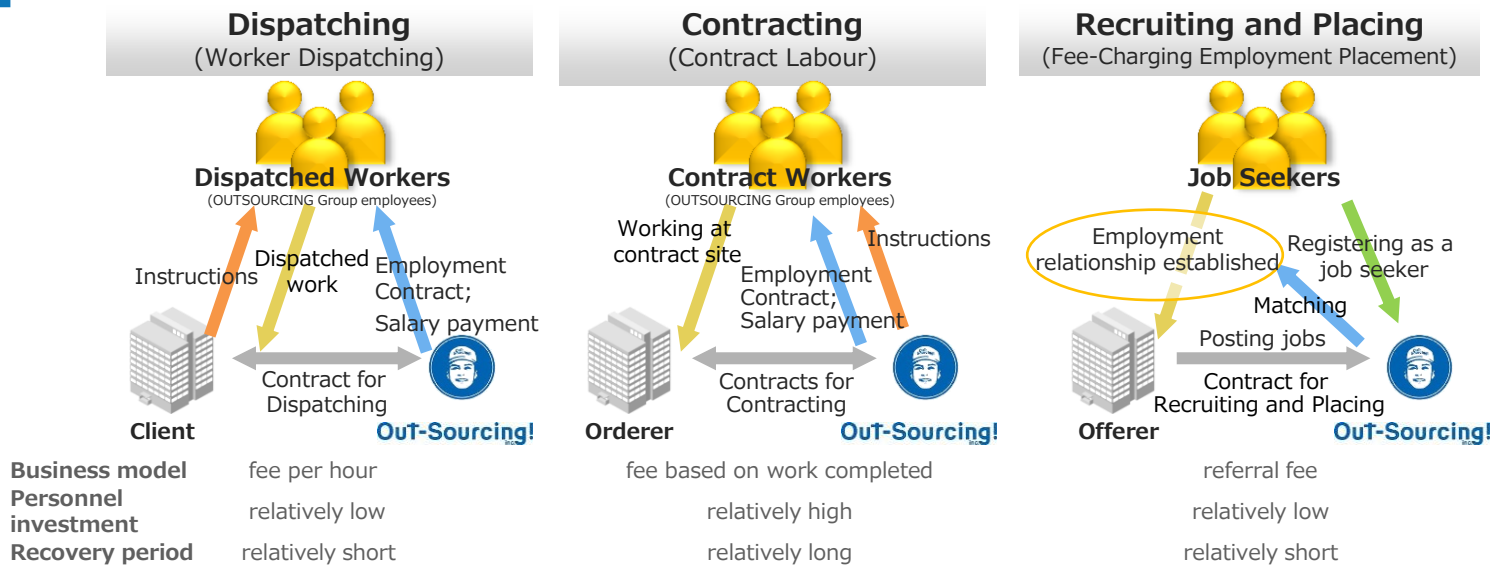 Dispatching
(Worker Dispatching)
Dispatched Workers
(OUTSOURCING Group employees)
Instructions
Dispatched
work
Employment
Contract;
Salary payment
Contract for
Dispatching
Client
OuT-Sourcing!
inc.
Contracting
(Contract Labour)
Contract Workers
(OUTSOURCING Group employees)
Working at
contract site
Instructions
Employment
Contract;
Salary payment
Contracts for
Contracting
Orderer
OuT-Sourcing!
inc.
Recruiting and Placing
(Fee-Charging Employment Placement)
Job Seekers
Employment
relationship established
Registering as a
job seeker
Matching
Posting jobs
Contract for
Recruiting and Placing
Offerer
OuT-Sourcing!
inc.
Business model fee per hour fee based on work completed referral fee
Personnel
investment relatively low relatively high relatively low
Recovery period relatively short relatively long relatively short